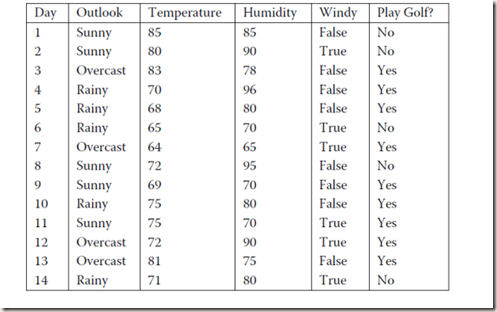 Day Outlook Temperature Humidity Windy Play Golf?
1 Sunny 85 85 False No
2 Sunny 80 90 True No
3 Overcast 83 78 False Yes
4 Rainy 70 96 False Yes
5 Rainy 68 80 False Yes
6 Rainy 65 70 True No
7 Overcast 64 65 True Yes
8 Sunny 72 95 False No
9 Sunny 69 70 False Yes
10 Rainy 75 80 False Yes
11 Sunny 75 70 True Yes
12 Overcast 72 90 True Yes
13 Overcast 81 75 False Yes
14 Rainy 71 80 True No